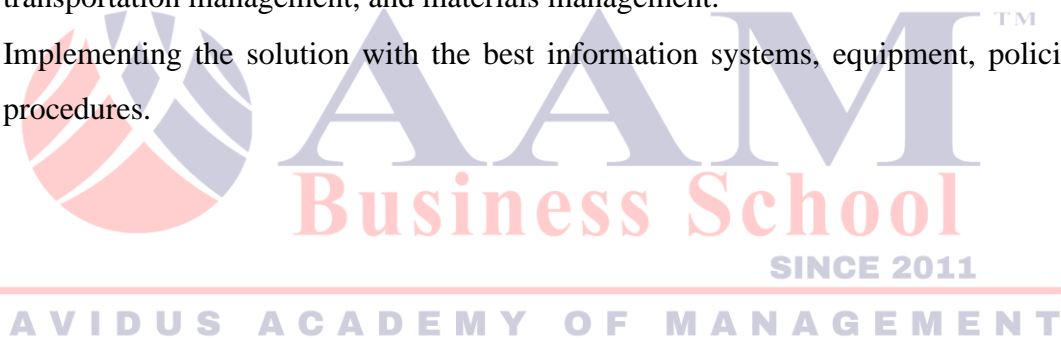 transportation management, and materials management.
Implementing the solution with the best information systems, equipment, polici
procedures.
TM
AAM
Business School
SINCE 2011
AVIDUS ACADEMY OF MANAGEMENT